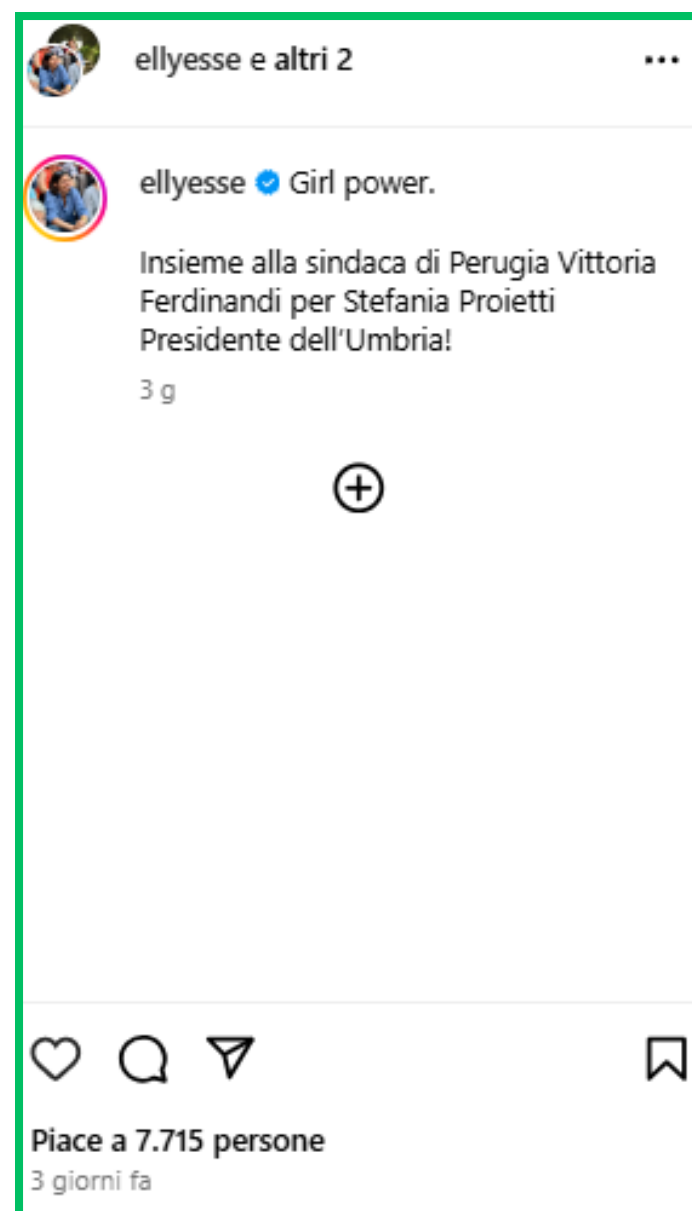 ellyesse e altri 2
ellyesse Girl power.
Insieme alla sindaca di Perugia Vittoria
Ferdinandi per Stefania Proietti
Presidente dell'Umbria!
3 g
Piace a 7.715 persone
3 giorni fa